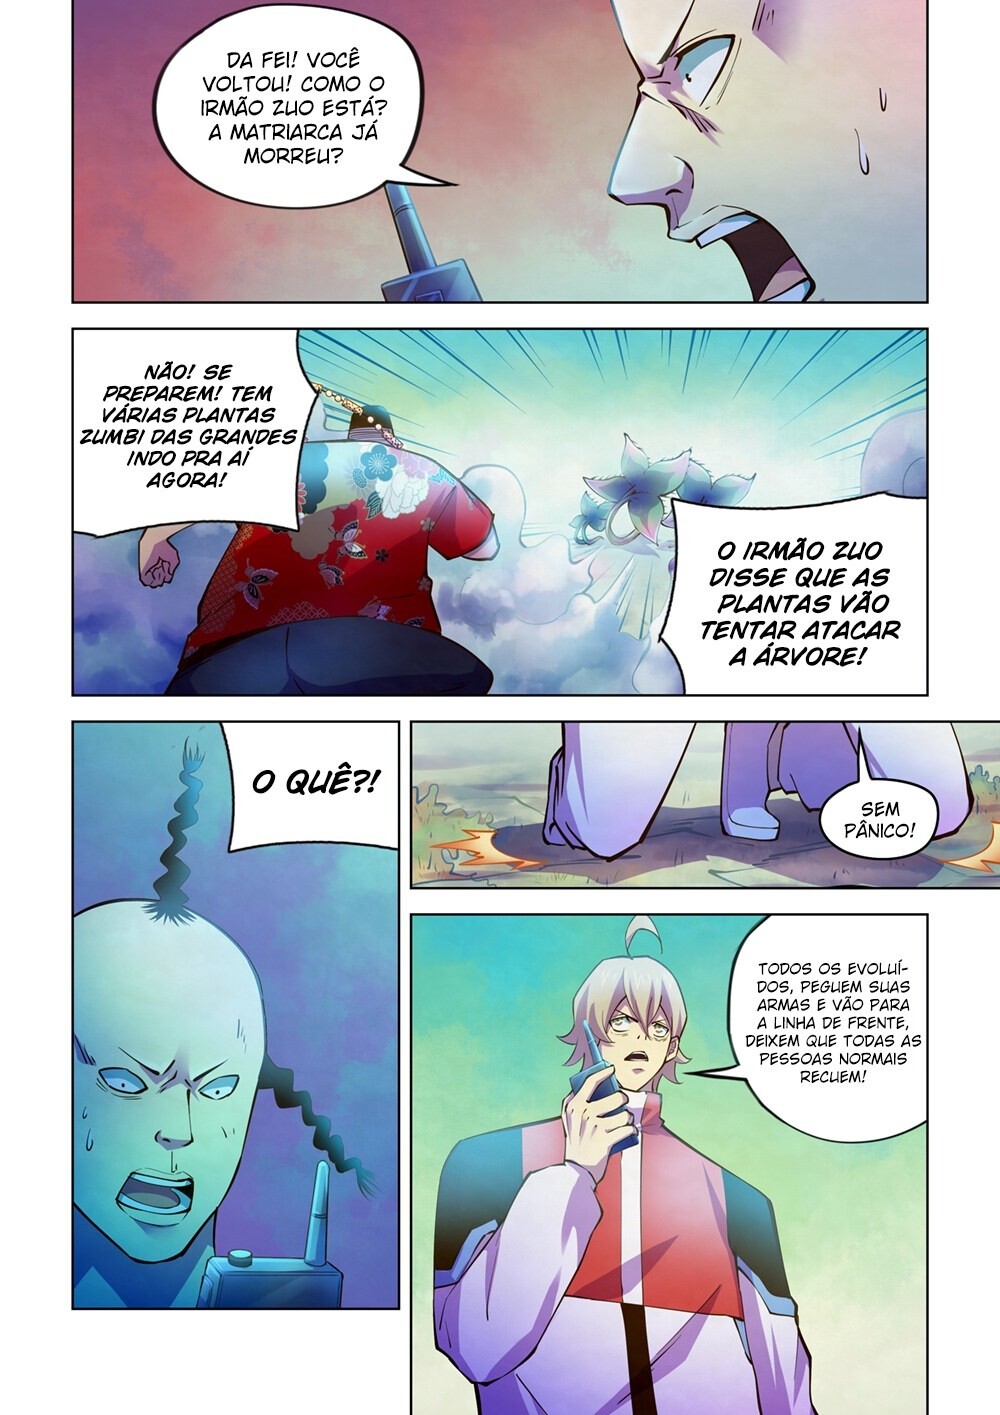 DA FEI! VOCÊ
VOLTOU! COMO O
IRMÃO ZUO ESTÁ?
A MATRIARCA JÁ
MORREU?
NÃO! SE
PREPAREM! TEM
VÁRIAS PLANTAS
ZUMBI DAS GRANDES
INDO PRA AÍ
AGORA!
O IRMÃO ZUO
DISSE QUE AS
PLANTAS VÃO
TENTAR ATACAR
A ÁRVORE!
O QUÊ?!
SEM
PÂNICO!
TODOS OS EVOLUÍ-
DOS, PEGUEM SUAS
ARMAS E VÃO PARA
A LINHA DE FRENTE,
DEIXEM QUE TODAS AS
PESSOAS NORMAIS
RECUEM!